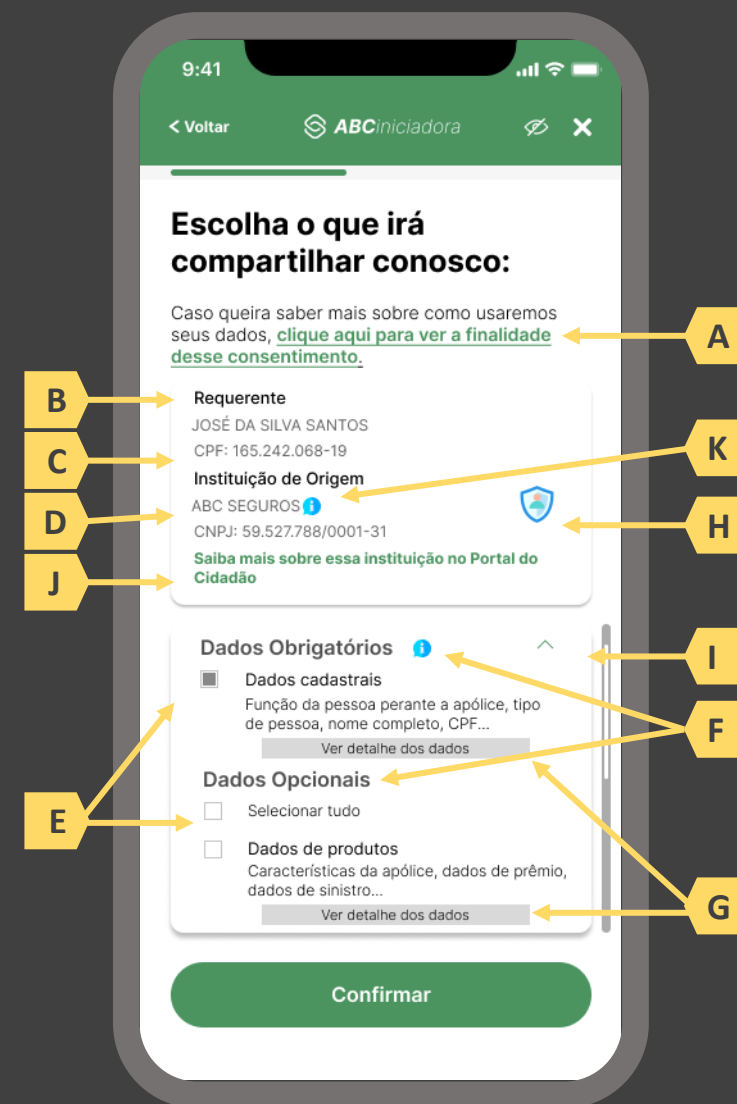 9:41
< Voltar
ABCiniciadora
Escolha o que irá
compartilhar conosco:
Caso queira saber mais sobre como usaremos
seus dados, clique aqui para ver a finalidade
desse consentimento.
A
B
Requerente
JOSÉ DA SILVA SANTOS
C
CPF: 165.242.068-19
K
Instituição de Origem
D
ABC SEGUROS
H
CNPJ: 59.527.788/0001-31
J
Saiba mais sobre essa instituição no Portal do
Cidadão
Dados Obrigatórios
I
Dados cadastrais
Função da pessoa perante a apólice, tipo
de pessoa, nome completo, CPF...
F
Ver detalhe dos dados
Dados Opcionais
E
Selecionar tudo
Dados de produtos
Características da apólice, dados de prêmio,
dados de sinistro...
G
Ver detalhe dos dados
Confirmar